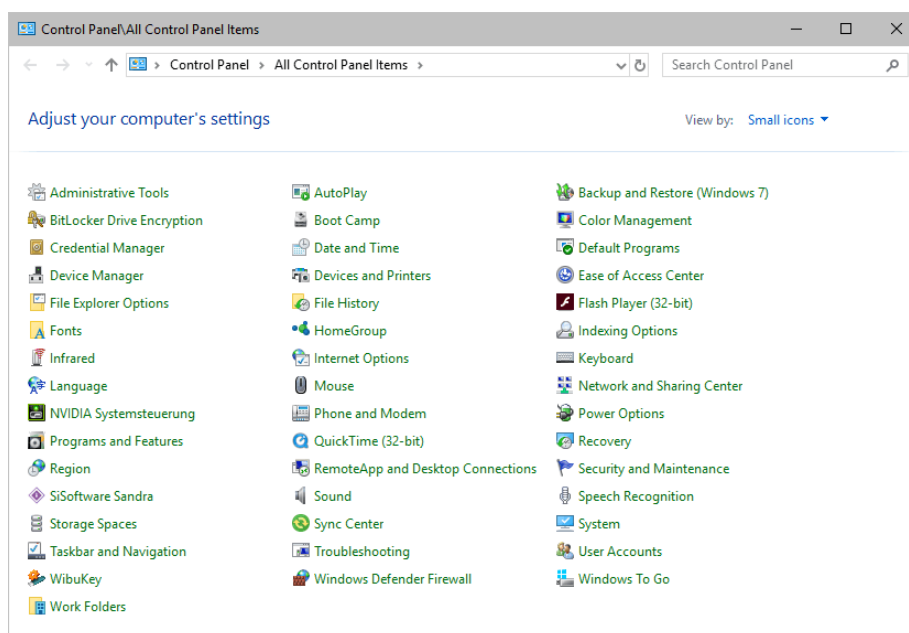 Control Panel\All Control Panel Items
Control Panel > All Control Panel Items >
Search Control Panel
Adjust your computer's settings
View by: Small icons
Administrative Tools
AutoPlay
Backup and Restore (Windows 7)
BitLocker Drive Encryption
Boot Camp
Color Management
Credential Manager
Date and Time
Default Programs
Device Manager
Devices and Printers
Ease of Access Center
File Explorer Options
File History
Flash Player (32-bit)
Fonts
HomeGroup
Indexing Options
Infrared
Internet Options
Keyboard
Language
Mouse
Network and Sharing Center
NVIDIA Systemsteuerung
Phone and Modem
Power Options
Programs and Features
QuickTime (32-bit)
Recovery
Region
RemoteApp and Desktop Connections
Security and Maintenance
SiSoftware Sandra
Sound
Speech Recognition
Storage Spaces
Sync Center
System
Taskbar and Navigation
Troubleshooting
User Accounts
WibuKey
Windows Defender Firewall
Windows To Go
Work Folders